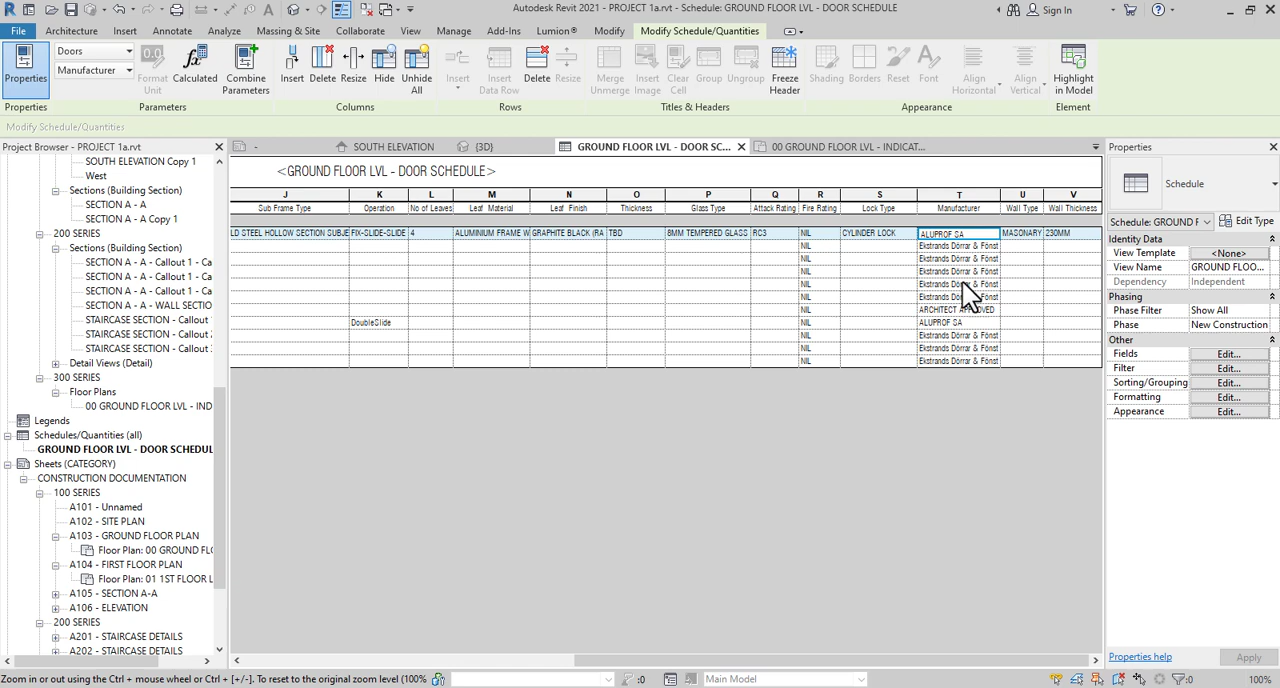 Autodesk Revit 2021 - PROJECT 1a.rvt - Schedule: GROUND FLOOR LVL - DOOR SCHEDULE
Sign In
File Architecture Insert Annotate Analyze Massing & Site Collaborate View Manage Add-Ins Lumion® Modify Modify Schedule/Quantities
Doors
Manufacturer
Properties Format Unit Calculated Combine Parameters Insert Delete Resize Hide Unhide All Insert Insert Data Row Delete Resize Merge Unmerge Insert Image Clear Cell Group Ungroup Freeze Header Shading Borders Reset Font Align Horizontal Align Vertical Highlight in Model
Properties Parameters Columns Rows Titles & Headers Appearance Element
Modify Schedule/Quantities
Project Browser - PROJECT 1a.rvt
- SOUTH ELEVATION {3D} GROUND FLOOR LVL - DOOR SC... 00 GROUND FLOOR LVL - INDICAT...
SOUTH ELEVATION Copy 1
West
Sections (Building Section)
SECTION A - A
SECTION A - A Copy 1
200 SERIES
Sections (Building Section)
SECTION A - A - Callout 1 - Ca
SECTION A - A - Callout 1 - Ca
SECTION A - A - Callout 1 - Ca
SECTION A - A - WALL SECTIO
STAIRCASE SECTION - Callout
STAIRCASE SECTION - Callout
STAIRCASE SECTION - Callout
Detail Views (Detail)
300 SERIES
Floor Plans
00 GROUND FLOOR LVL - IND
Legends
Schedules/Quantities (all)
GROUND FLOOR LVL - DOOR SCHEDUL
Sheets (CATEGORY)
CONSTRUCTION DOCUMENTATION
100 SERIES
A101 - Unnamed
A102 - SITE PLAN
A103 - GROUND FLOOR PLAN
Floor Plan: 00 GROUND FLO
A104 - FIRST FLOOR PLAN
Floor Plan: 01 1ST FLOOR L
A105 - SECTION A-A
A106 - ELEVATION
200 SERIES
A201 - STAIRCASE DETAILS
A202 - STAIRCASE DETAILS
<GROUND FLOOR LVL - DOOR SCHEDULE>
J K L M N O P Q R S T U V
Sub Frame Type Operation No of Leaves Leaf Material Leaf Finish Thickness Glass Type Attack Rating Fire Rating Lock Type Manufacturer Wall Type Wall Thickness
LD STEEL HOLLOW SECTION SUBJE FIX-SLIDE-SLIDE 4 ALUMINIUM FRAME W GRAPHITE BLACK (RA TBD 8MM TEMPERED GLASS RC3 NIL CYLINDER LOCK ALUPROF SA MASONARY 230MM
NIL Ekstrands Dörrar & Fönst
NIL Ekstrands Dörrar & Fönst
NIL Ekstrands Dörrar & Fönst
NIL Ekstrands Dörrar & Fönst
NIL Ekstrands Dörrar & Fönst
NIL ARCHITECT APPROVED
DoubleSlide NIL ALUPROF SA
NIL Ekstrands Dörrar & Fönst
NIL Ekstrands Dörrar & Fönst
NIL Ekstrands Dörrar & Fönst
Properties
Schedule
Schedule: GROUND F Edit Type
Identity Data
View Template <None>
View Name GROUND FLOO...
Dependency Independent
Phasing
Phase Filter Show All
Phase New Construction
Other
Fields Edit...
Filter Edit...
Sorting/Grouping Edit...
Formatting Edit...
Appearance Edit...
Properties help Apply
Zoom in or out using the Ctrl + mouse wheel or Ctrl + [+/-]. To reset to the original zoom level (100% :0 Main Model :0 100%